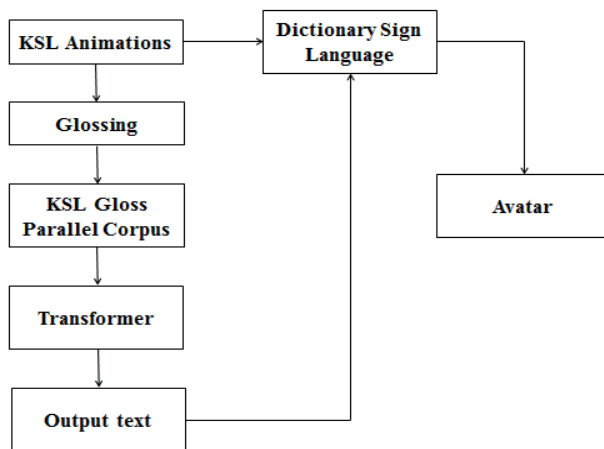 KSL Animations
Dictionary Sign
Language
Glossing
KSL Gloss
Parallel Corpus
Avatar
Transformer
Output text